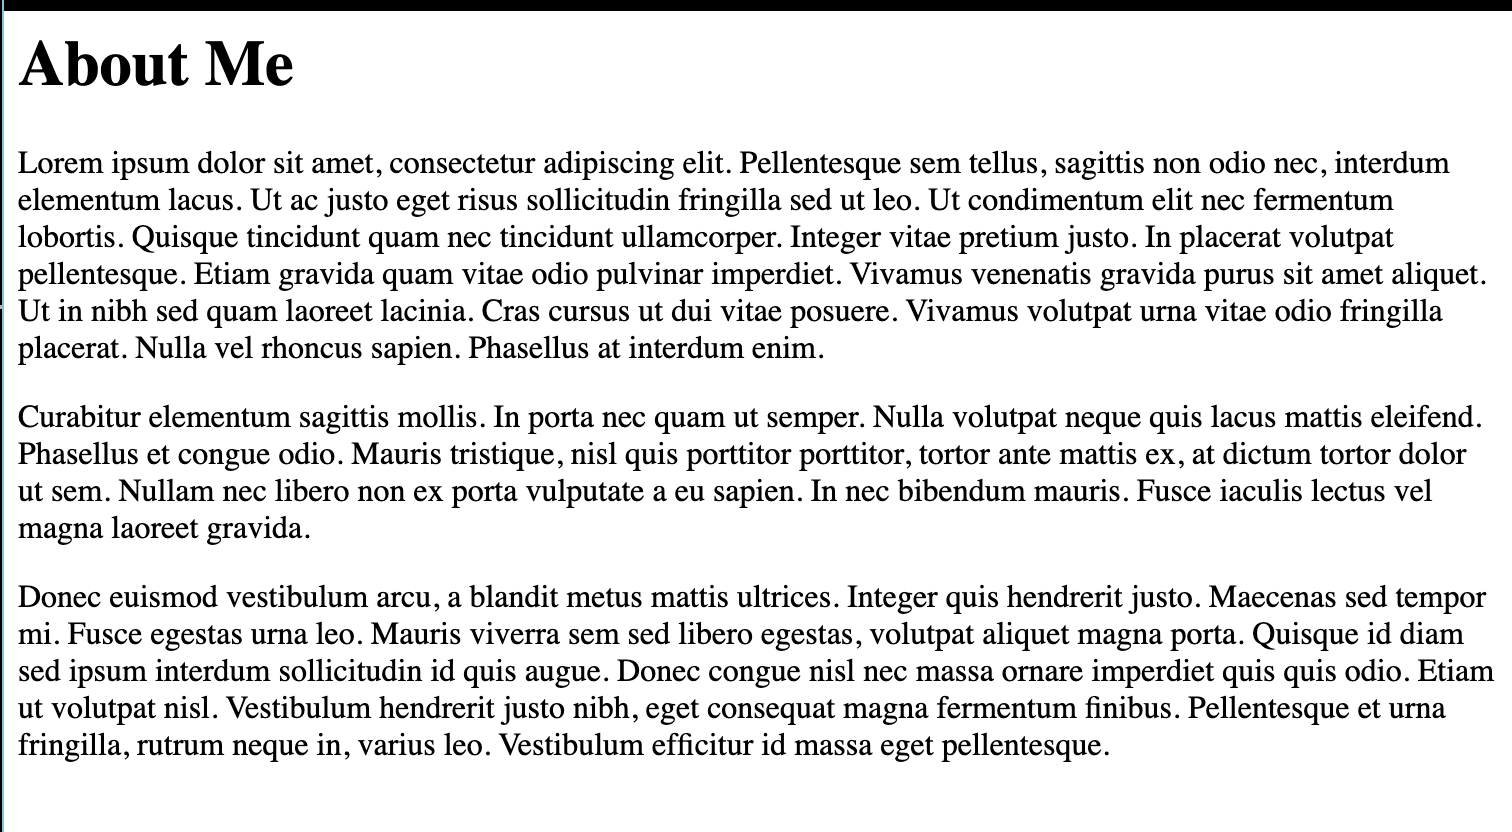 About Me
Lorem ipsum dolor sit amet, consectetur adipiscing elit. Pellentesque sem tellus, sagittis non odio nec, interdum
elementum lacus. Ut ac justo eget risus sollicitudin fringilla sed ut leo. Ut condimentum elit nec fermentum
lobortis. Quisque tincidunt quam nec tincidunt ullamcorper. Integer vitae pretium justo. In placerat volutpat
pellentesque. Etiam gravida quam vitae odio pulvinar imperdiet. Vivamus venenatis gravida purus sit amet aliquet.
Ut in nibh sed quam laoreet lacinia. Cras cursus ut dui vitae posuere. Vivamus volutpat urna vitae odio fringilla
placerat. Nulla vel rhoncus sapien. Phasellus at interdum enim.
Curabitur elementum sagittis mollis. In porta nec quam ut semper. Nulla volutpat neque quis lacus mattis eleifend.
Phasellus et congue odio. Mauris tristique, nisl quis porttitor porttitor, tortor ante mattis ex, at dictum tortor dolor
ut sem. Nullam nec libero non ex porta vulputate a eu sapien. In nec bibendum mauris. Fusce iaculis lectus vel
magna laoreet gravida.
Donec euismod vestibulum arcu, a blandit metus mattis ultrices. Integer quis hendrerit justo. Maecenas sed tempor
mi. Fusce egestas urna leo. Mauris viverra sem sed libero egestas, volutpat aliquet magna porta. Quisque id diam
sed ipsum interdum sollicitudin id quis augue. Donec congue nisl nec massa ornare imperdiet quis quis odio. Etiam
ut volutpat nisl. Vestibulum hendrerit justo nibh, eget consequat magna fermentum finibus. Pellentesque et urna
fringilla, rutrum neque in, varius leo. Vestibulum efficitur id massa eget pellentesque.